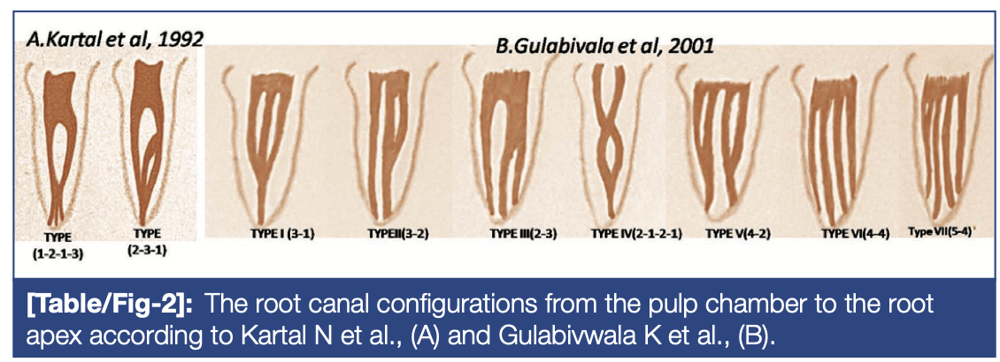 A.Kartal et al, 1992
B.Gulabivala et al, 2001
TYPE
(1-2-1-3)
TYPE
(2-3-1)
TYPE I (3-1)
TYPEII(3-2)
TYPE III(2-3)
TYPE IV(2-1-2-1)
TYPE V(4-2)
TYPE VI(4-4)
Type VII(5-4)
[Table/Fig-2]: The root canal configurations from the pulp chamber to the root
apex according to Kartal N et al., (A) and Gulabivwala K et al., (B).